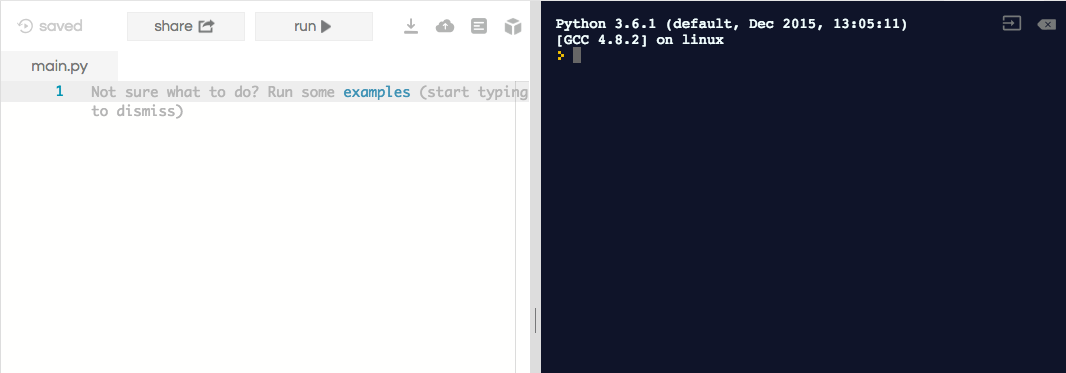 saved
share
run
main.py
1 Not sure what to do? Run some examples (start typing
to dismiss)
Python 3.6.1 (default, Dec 2015, 13:05:11)
[GCC 4.8.2] on linux